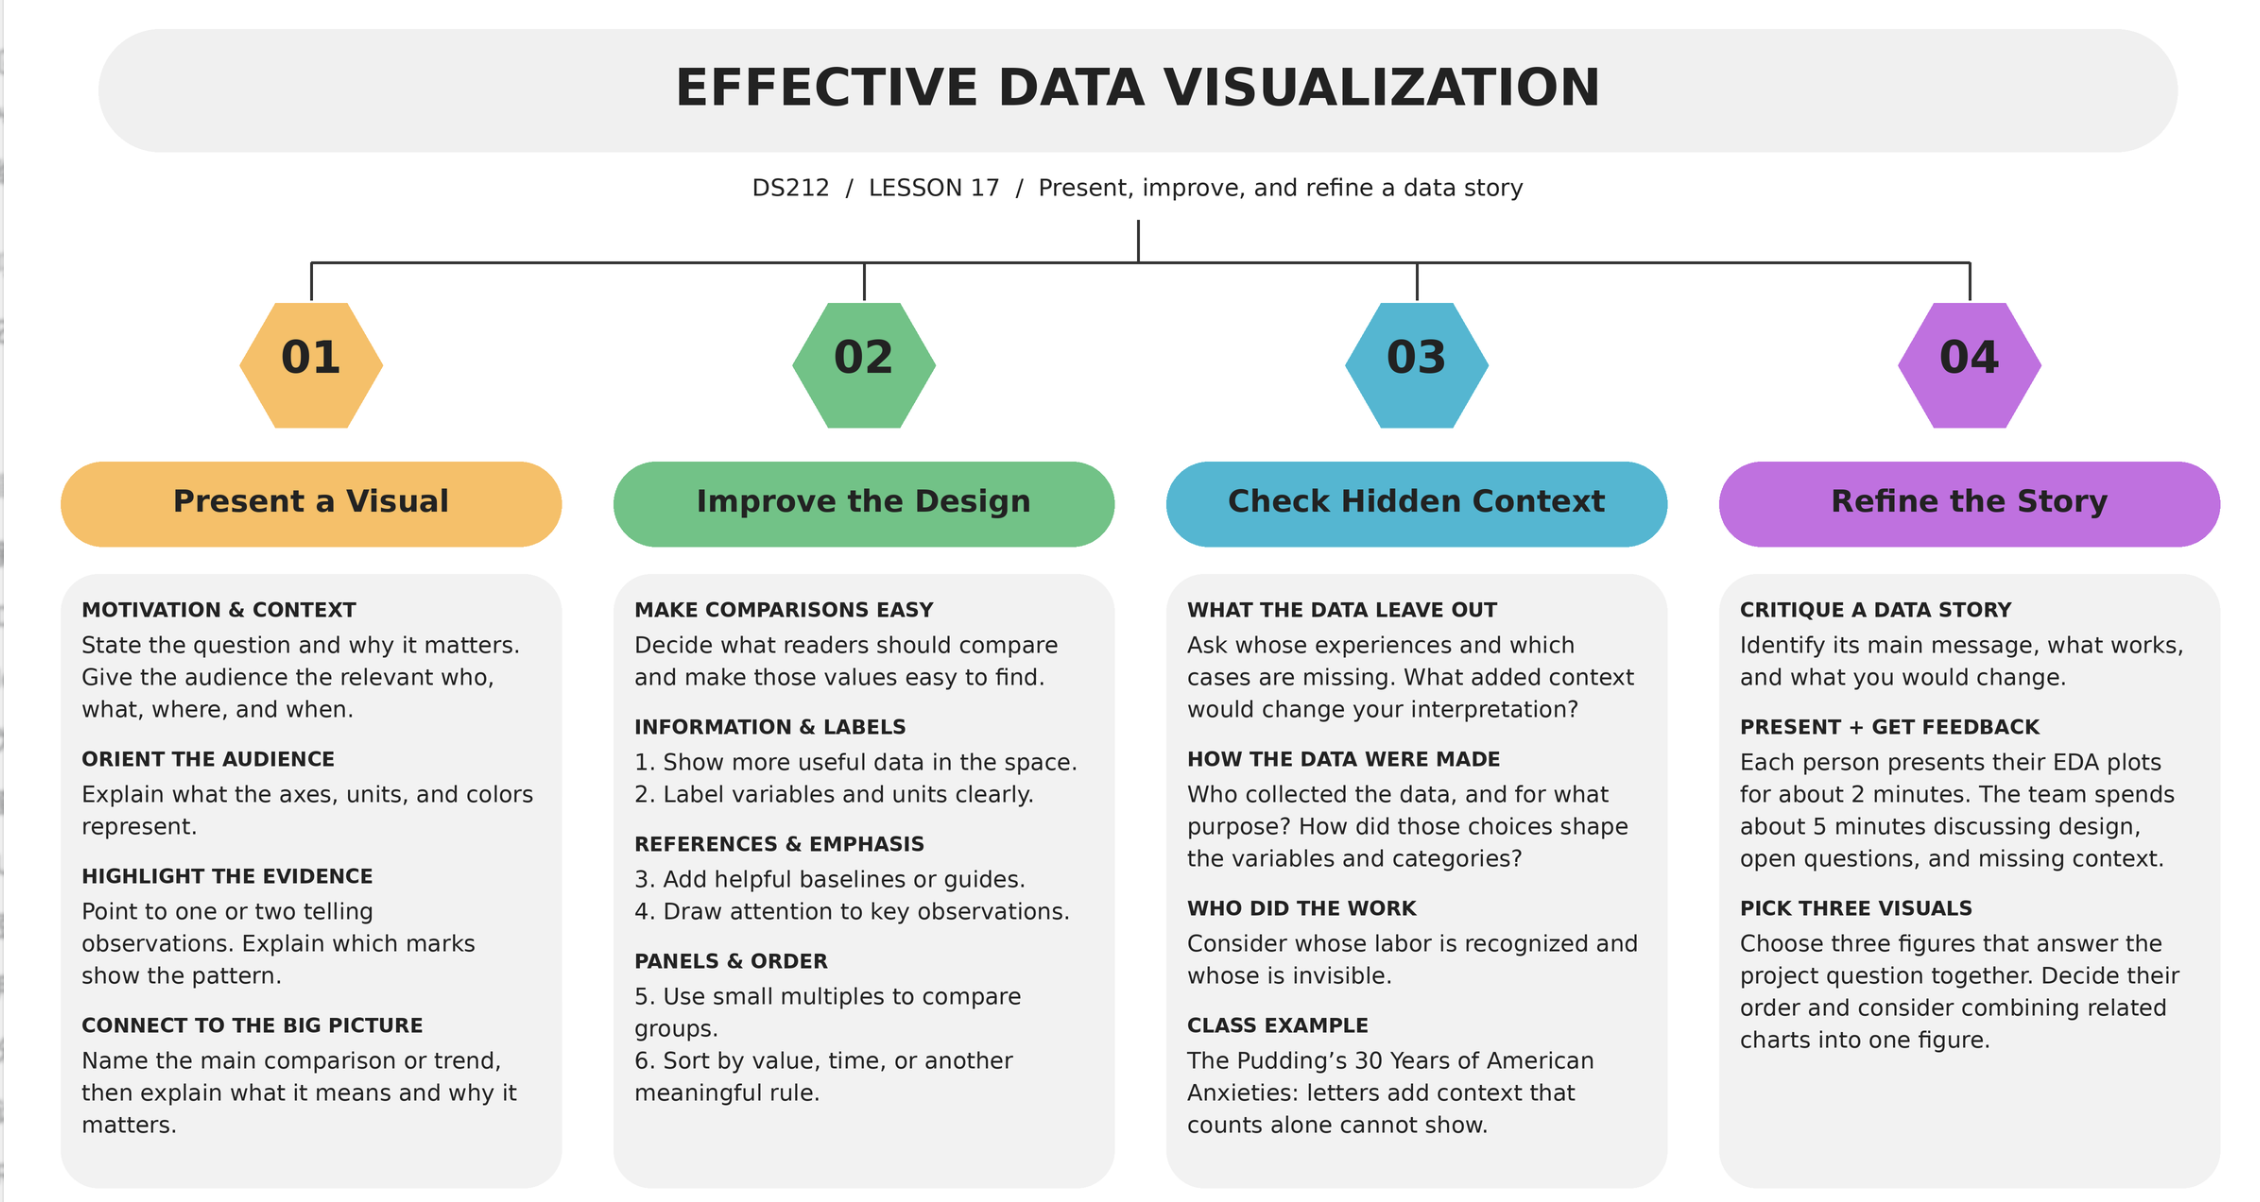 EFFECTIVE DATA VISUALIZATION
DS212 / LESSON 17 / Present, improve, and refine a data story
01
Present a Visual
MOTIVATION & CONTEXT
State the question and why it matters.
Give the audience the relevant who,
what, where, and when.
ORIENT THE AUDIENCE
Explain what the axes, units, and colors
represent.
HIGHLIGHT THE EVIDENCE
Point to one or two telling
observations. Explain which marks
show the pattern.
CONNECT TO THE BIG PICTURE
Name the main comparison or trend,
then explain what it means and why it
matters.
02
Improve the Design
MAKE COMPARISONS EASY
Decide what readers should compare
and make those values easy to find.
INFORMATION & LABELS
1. Show more useful data in the space.
2. Label variables and units clearly.
REFERENCES & EMPHASIS
3. Add helpful baselines or guides.
4. Draw attention to key observations.
PANELS & ORDER
5. Use small multiples to compare
groups.
6. Sort by value, time, or another
meaningful rule.
03
Check Hidden Context
WHAT THE DATA LEAVE OUT
Ask whose experiences and which
cases are missing. What added context
would change your interpretation?
HOW THE DATA WERE MADE
Who collected the data, and for what
purpose? How did those choices shape
the variables and categories?
WHO DID THE WORK
Consider whose labor is recognized and
whose is invisible.
CLASS EXAMPLE
The Pudding’s 30 Years of American
Anxieties: letters add context that
counts alone cannot show.
04
Refine the Story
CRITIQUE A DATA STORY
Identify its main message, what works,
and what you would change.
PRESENT + GET FEEDBACK
Each person presents their EDA plots
for about 2 minutes. The team spends
about 5 minutes discussing design,
open questions, and missing context.
PICK THREE VISUALS
Choose three figures that answer the
project question together. Decide their
order and consider combining related
charts into one figure.